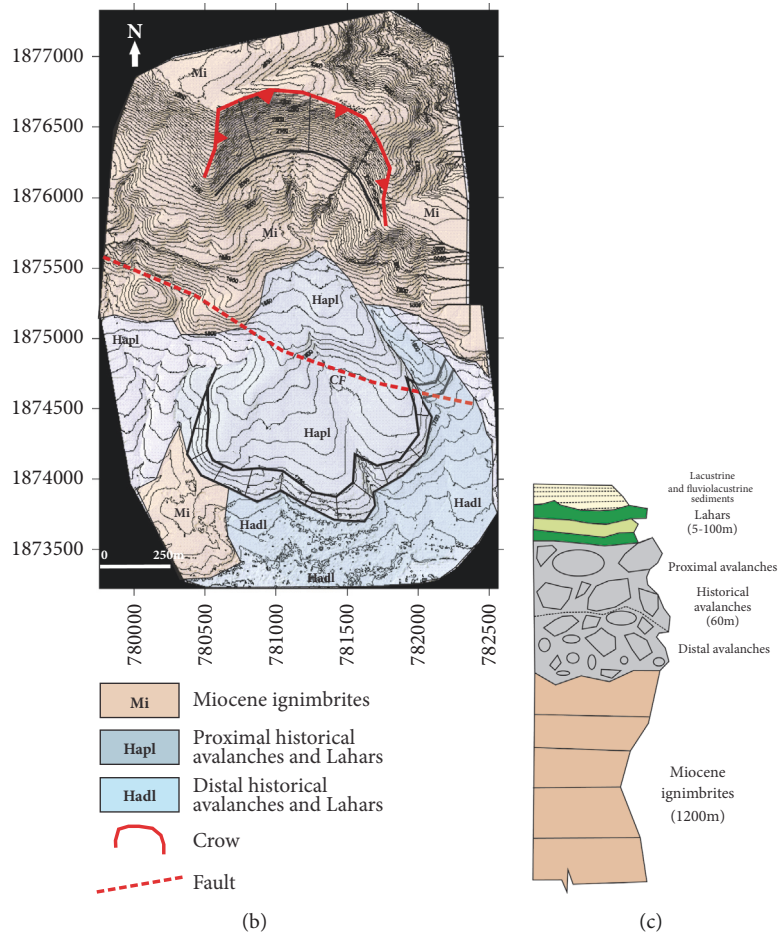 N
1877000
1876500
1876000
1875500
1875000
1874500
1874000
1873500
Mi
Mi
Mi
Hapl
Hapl
CF
Hapl
Mi
Hadl
Hadl
Hadl
0 250m
780000
780500
781000
781500
782000
782500
Mi Miocene ignimbrites
Hapl Proximal historical
avalanches and Lahars
Hadl Distal historical
avalanches and Lahars
Crow
Fault
(b)
Lacustrine
and fluviolacustrine
sediments
Lahars
(5-100m)
Proximal avalanches
Historical
avalanches
(60m)
Distal avalanches
Miocene
ignimbrites
(1200m)
(c)